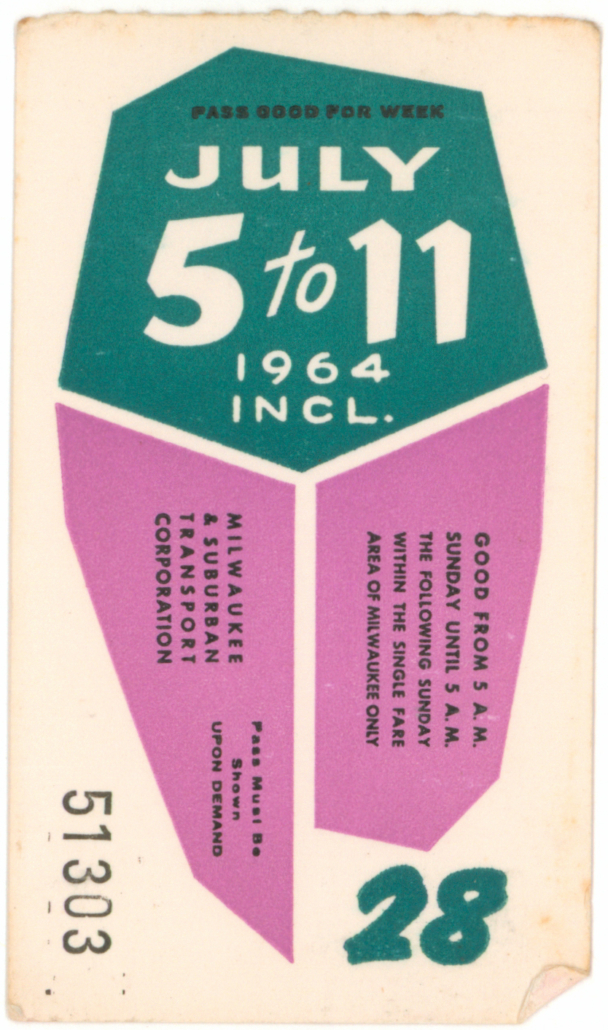 PASS GOOD FOR WEEK
JULY
5 to 11
1964
INCL.
MILWAUKEE
& SUBURBAN
TRANSPORT
CORPORATION
Pass Must Be
Shown
UPON DEMAND
GOOD FROM 5 A.M.
SUNDAY UNTIL 5 A.M.
THE FOLLOWING SUNDAY
WITHIN THE SINGLE FARE
AREA OF MILWAUKEE ONLY
51303
28